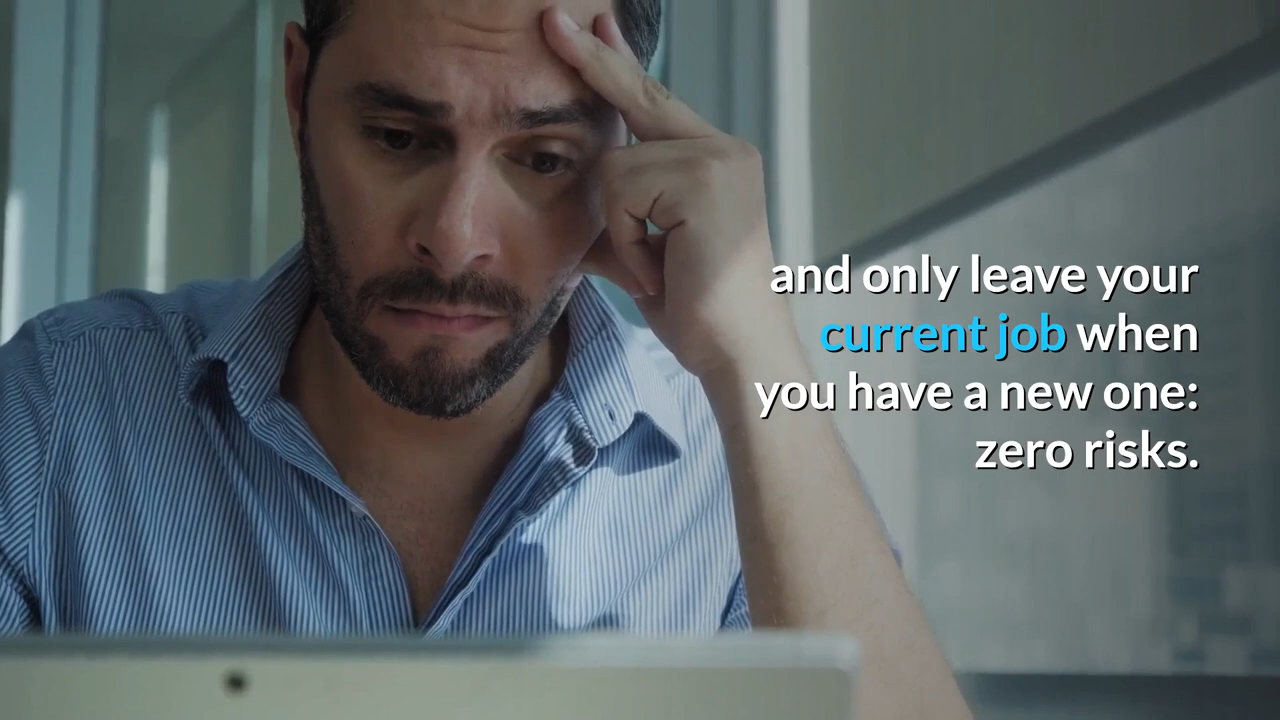 and only leave your
current job when
you have a new one:
zero risks.